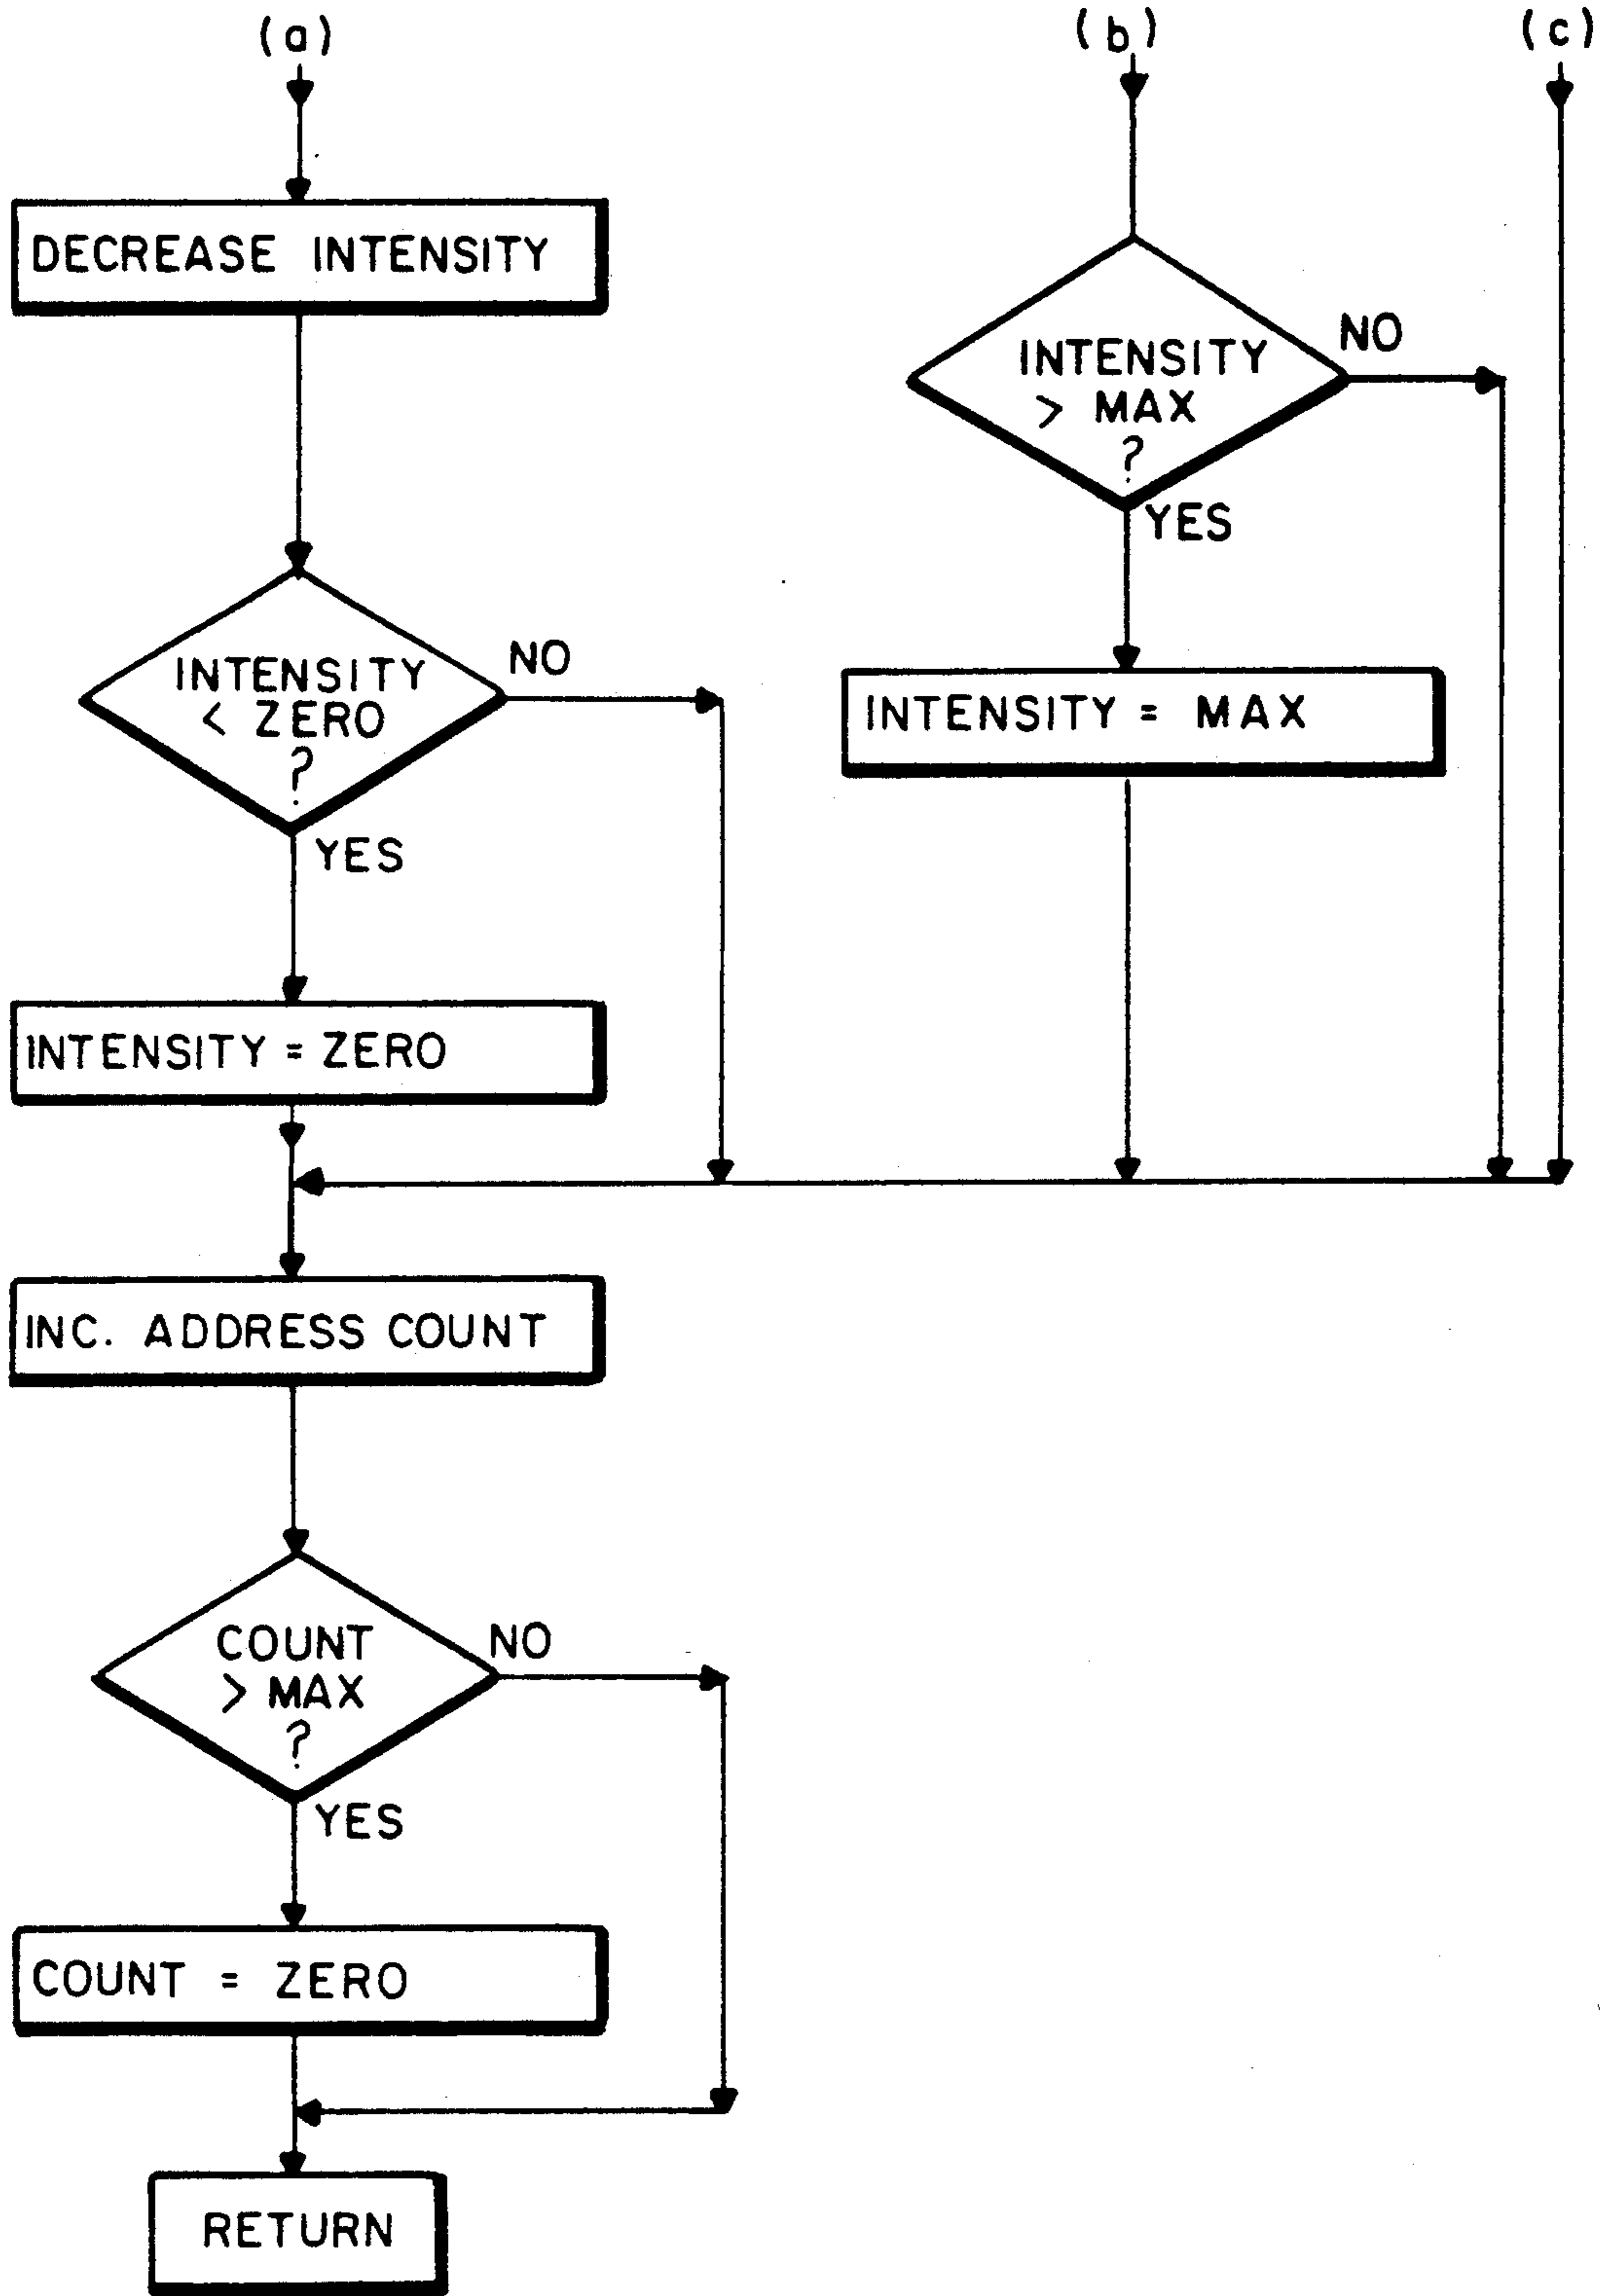 (a)
(b)
(c)
DECREASE INTENSITY
INTENSITY
> MAX
?
NO
YES
INTENSITY
< ZERO
?
NO
YES
INTENSITY = MAX
INTENSITY = ZERO
INC. ADDRESS COUNT
COUNT
> MAX
?
NO
YES
COUNT = ZERO
RETURN